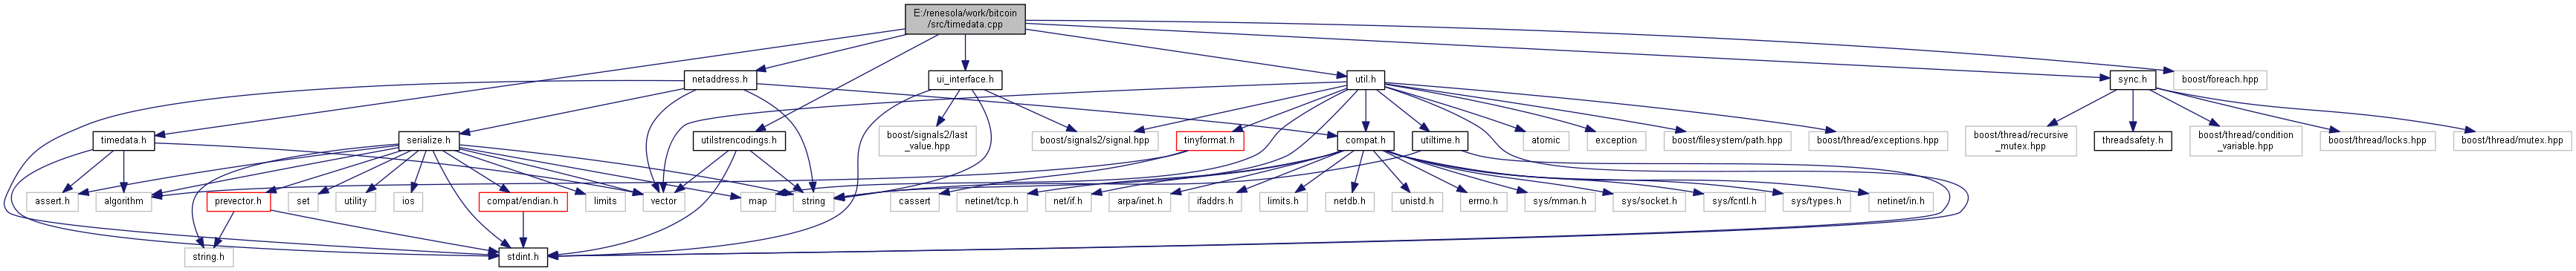 E:/renesola/work/bitcoin
/src/timedata.cpp
netaddress.h
ui_interface.h
util.h
sync.h
boost/foreach.hpp
timedata.h
serialize.h
utilstrencodings.h
boost/signals2/last
_value.hpp
boost/signals2/signal.hpp
tinyformat.h
compat.h
utiltime.h
atomic
exception
boost/filesystem/path.hpp
boost/thread/exceptions.hpp
boost/thread/recursive
_mutex.hpp
threadsafety.h
boost/thread/condition
_variable.hpp
boost/thread/locks.hpp
boost/thread/mutex.hpp
assert.h
algorithm
prevector.h
set
utility
ios
compat/endian.h
limits
vector
map
string
cassert
netinet/tcp.h
net/if.h
arpa/inet.h
ifaddrs.h
limits.h
netdb.h
unistd.h
errno.h
sys/mman.h
sys/socket.h
sys/fcntl.h
sys/types.h
netinet/in.h
string.h
stdint.h